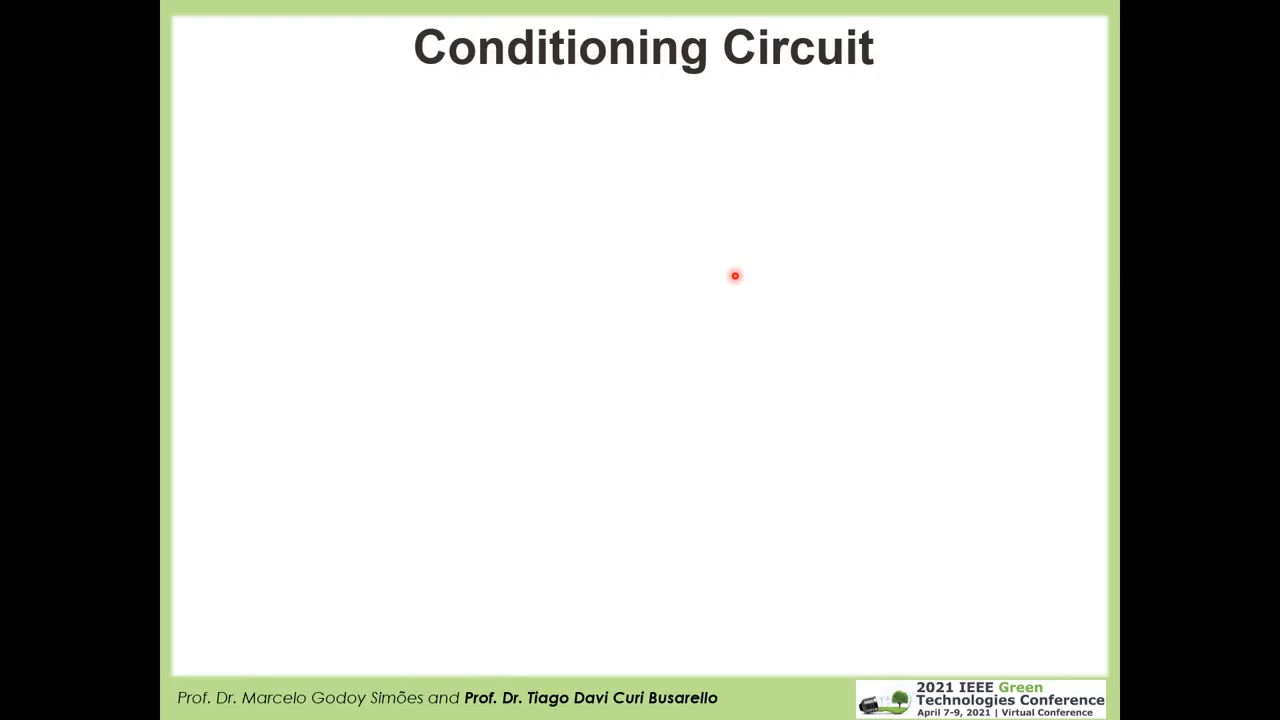 Conditioning Circuit
Prof. Dr. Marcelo Godoy Simões and Prof. Dr. Tiago Davi Curi Busarello
2021 IEEE Green
Technologies Conference
April 7-9, 2021 | Virtual Conference